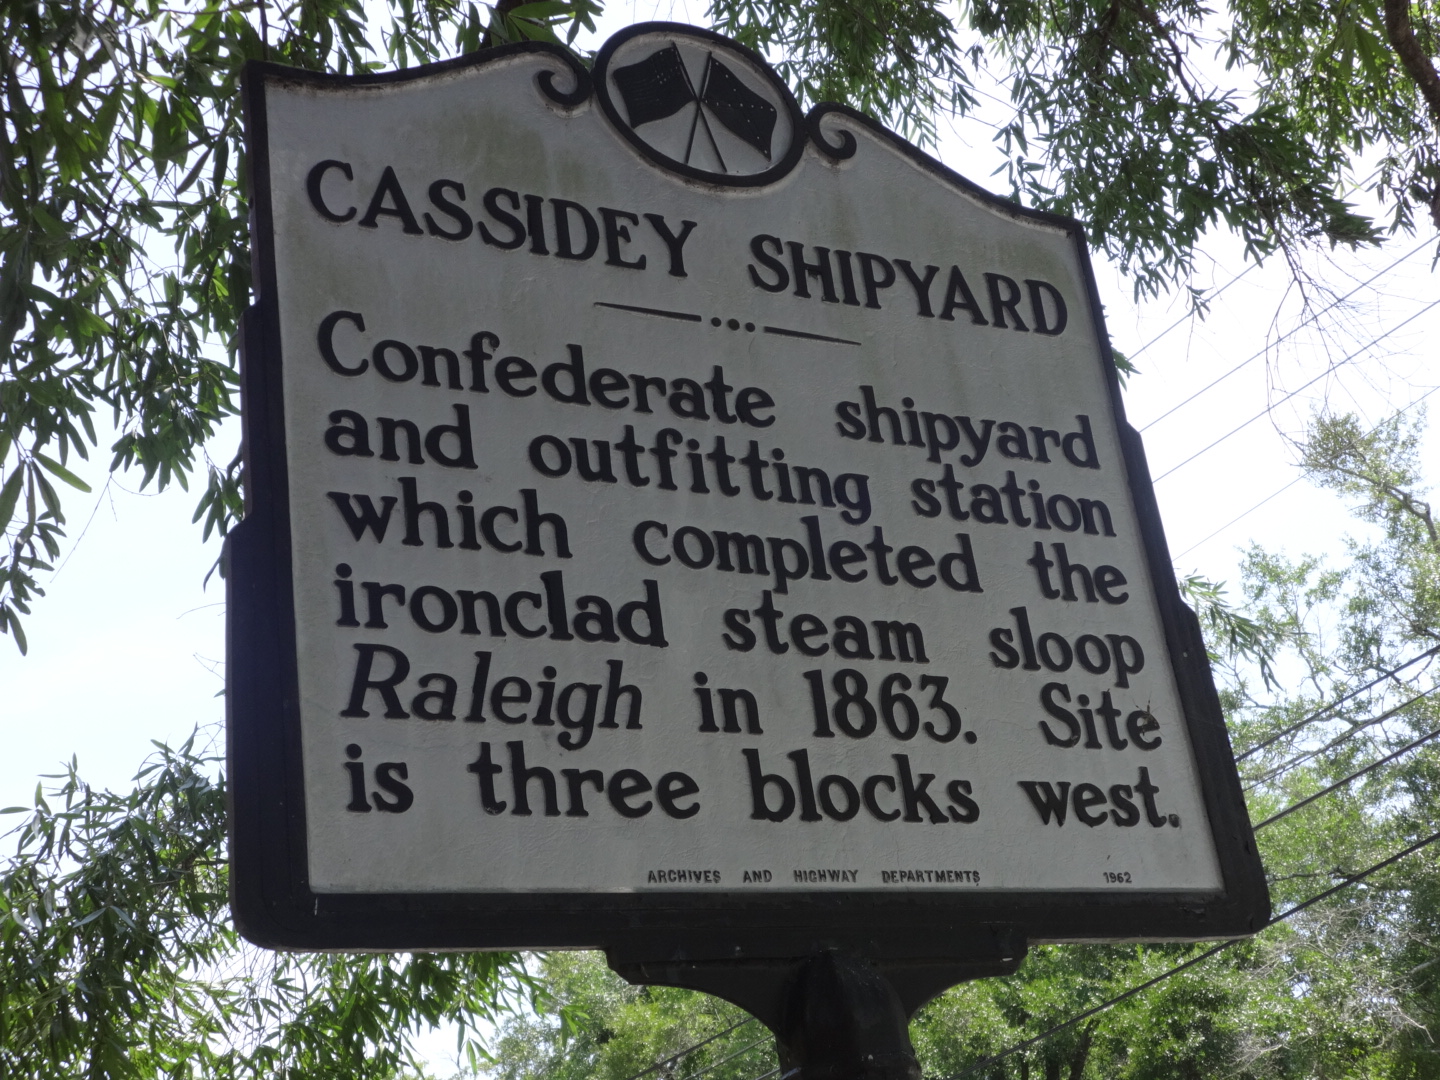 CASSIDEY SHIPYARD
Confederate shipyard
and outfitting station
which completed the
ironclad steam sloop
Raleigh in 1863. Site
is three blocks west.
ARCHIVES AND HIGHWAY DEPARTMENTS 1962